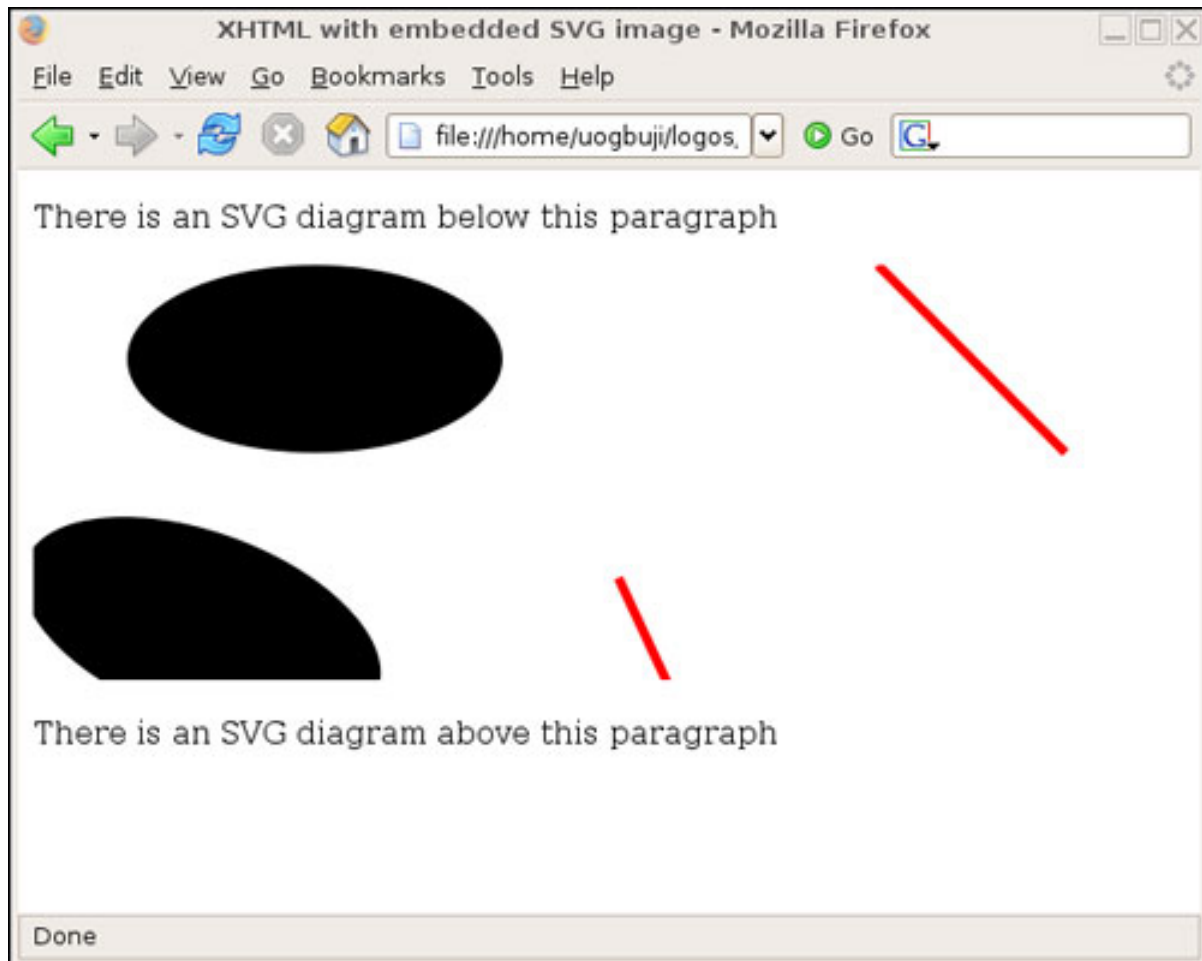 XHTML with embedded SVG image - Mozilla Firefox
File Edit View Go Bookmarks Tools Help
file:///home/uogbuji/logos, Go G
There is an SVG diagram below this paragraph
There is an SVG diagram above this paragraph
Done